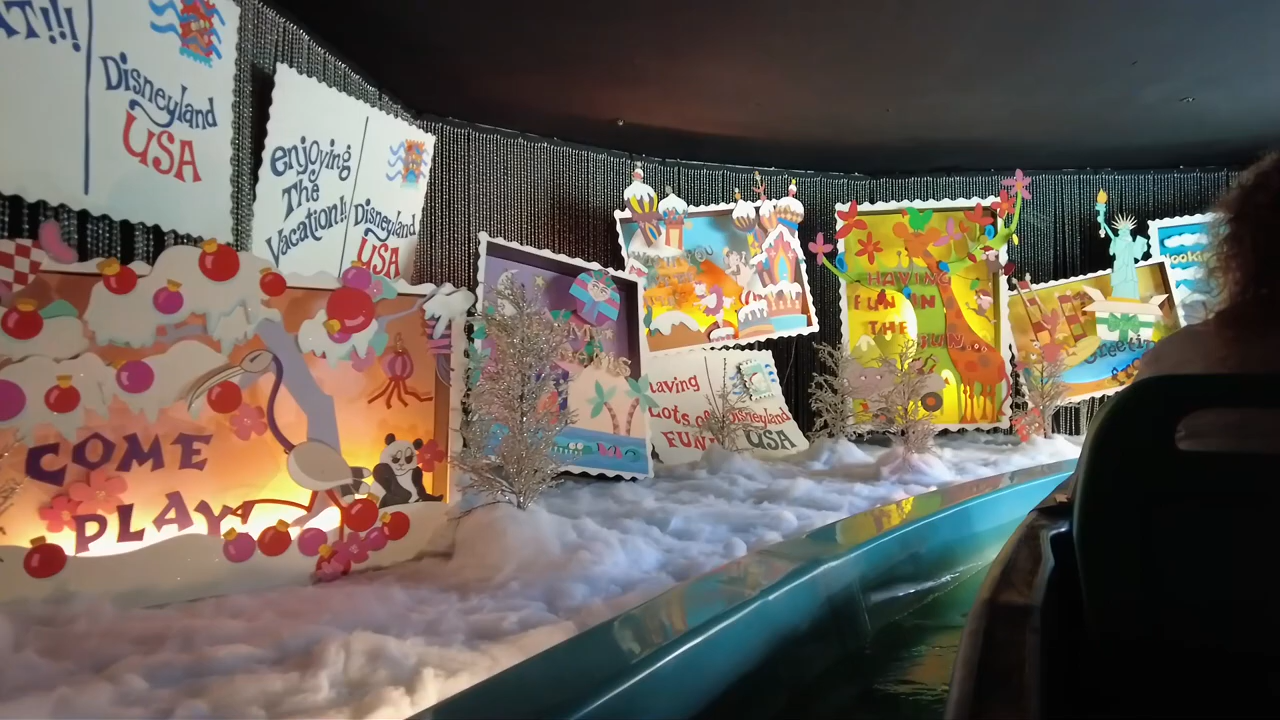 AT!!!
Disneyland
USA
enjoying
The
Vacation!!
Disneyland
USA
COME
PLAY
Having
Lots of
FUN
Disneyland
USA
HAVING
FUN IN
THE